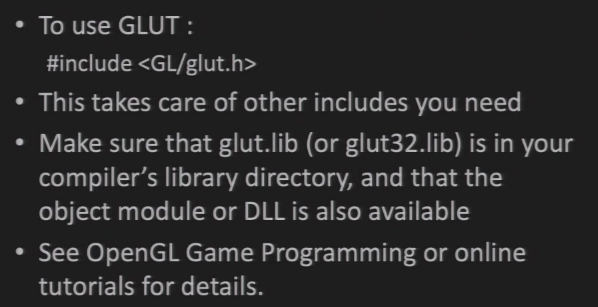 • To use GLUT :
#include <GL/glut.h>
• This takes care of other includes you need
• Make sure that glut.lib (or glut32.lib) is in your
compiler’s library directory, and that the
object module or DLL is also available
• See OpenGL Game Programming or online
tutorials for details.